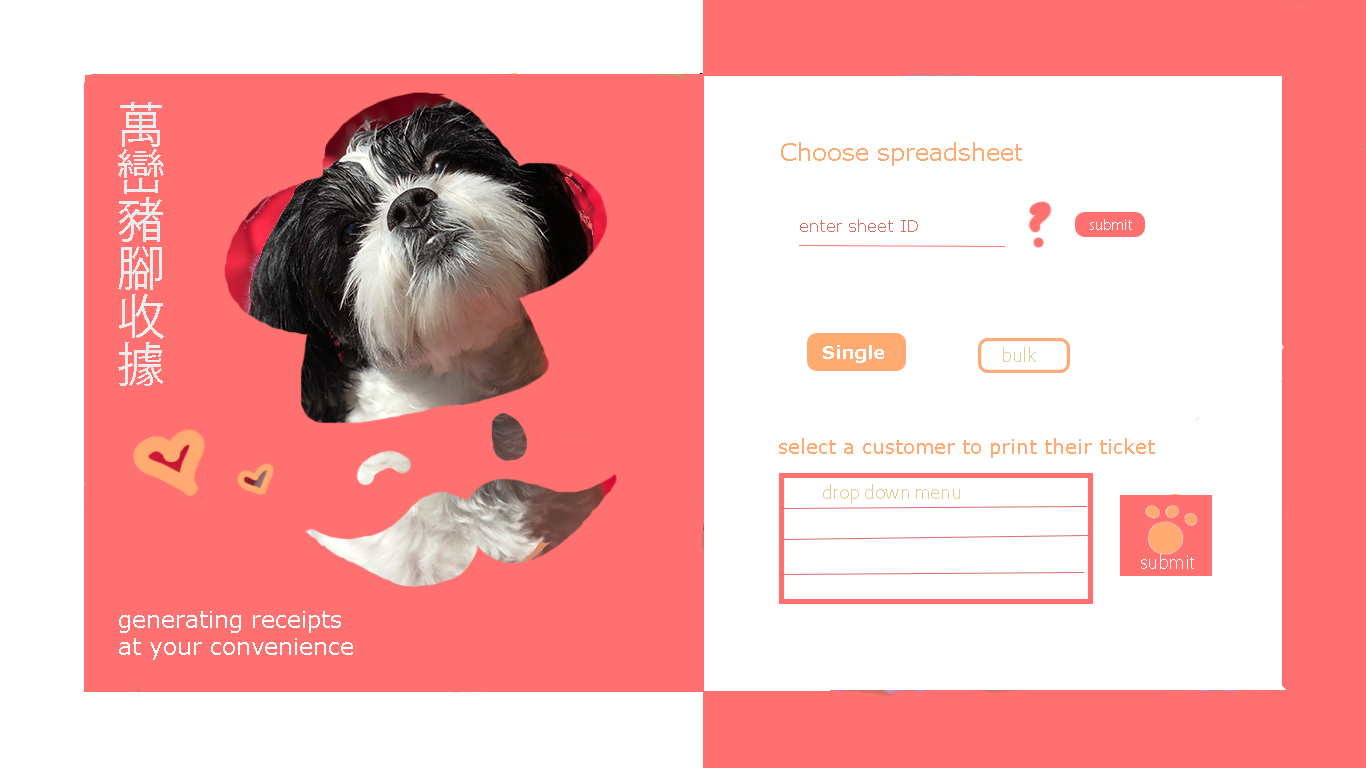 萬巒豬腳收據
generating receipts
at your convenience
Choose spreadsheet
enter sheet ID
?
submit
Single
bulk
select a customer to print their ticket
drop down menu
submit